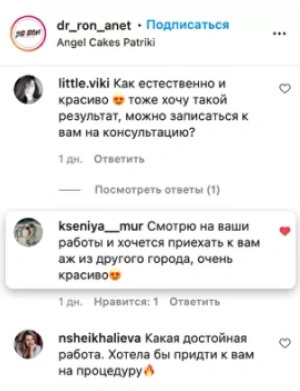 dr_ron_anet • Подписаться
Angel Cakes Patriki
little.viki Как естественно и
красиво 😍 тоже хочу такой
результат, можно записаться к
вам на консультацию?
1 дн. Ответить
Посмотреть ответы (1)
kseniya__mur Смотрю на ваши
работы и хочется приехать к вам
аж из другого города, очень
красиво😍
1 дн. Нравится: 1 Ответить
nsheikhalieva Какая достойная
работа. Хотела бы придти к вам
на процедуру🔥